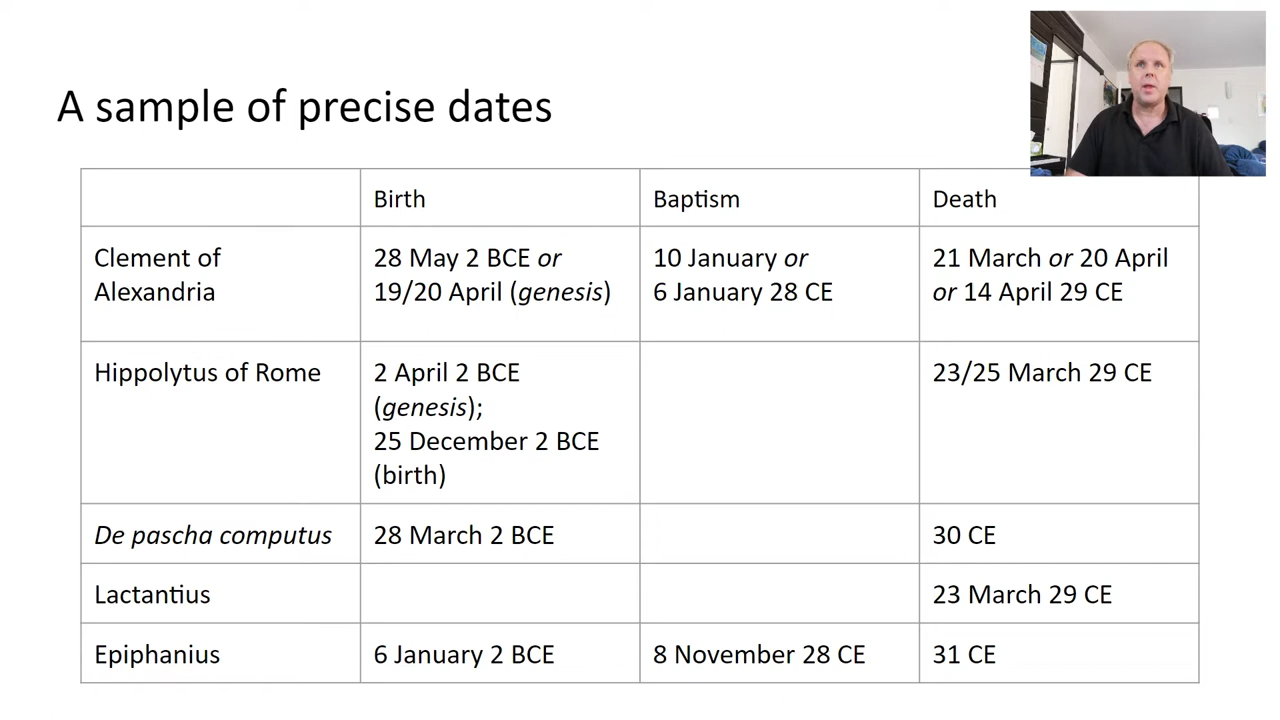 A sample of precise dates
Birth
Baptism
Death
Clement of
Alexandria
28 May 2 BCE or
19/20 April (genesis)
10 January or
6 January 28 CE
21 March or 20 April
or 14 April 29 CE
Hippolytus of Rome
2 April 2 BCE
(genesis);
25 December 2 BCE
(birth)
23/25 March 29 CE
De pascha computus
28 March 2 BCE
30 CE
Lactantius
23 March 29 CE
Epiphanius
6 January 2 BCE
8 November 28 CE
31 CE